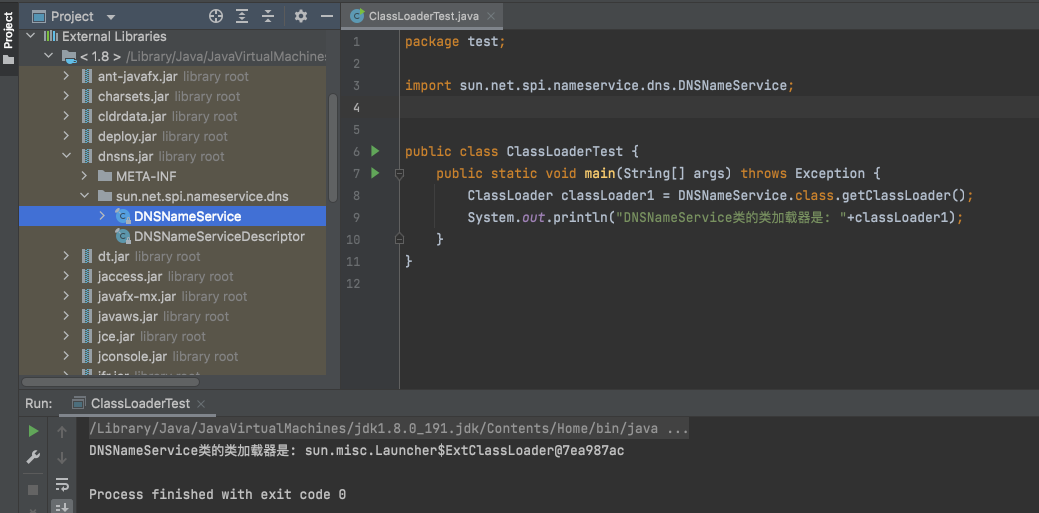 Project
Project
External Libraries
< 1.8 > /Library/Java/JavaVirtualMachines
ant-javafx.jar library root
charsets.jar library root
cldrdata.jar library root
deploy.jar library root
dnsns.jar library root
META-INF
sun.net.spi.nameservice.dns
DNSNameService
DNSNameServiceDescriptor
dt.jar library root
jaccess.jar library root
javafx-mx.jar library root
javaws.jar library root
jce.jar library root
jconsole.jar library root
jfr.jar library root
ClassLoaderTest.java
1 package test;
2
3 import sun.net.spi.nameservice.dns.DNSNameService;
4
5
6 public class ClassLoaderTest {
7 public static void main(String[] args) throws Exception {
8 ClassLoader classLoader1 = DNSNameService.class.getClassLoader();
9 System.out.println("DNSNameService类的类加载器是: "+classLoader1);
10 }
11 }
12
Run: ClassLoaderTest
/Library/Java/JavaVirtualMachines/jdk1.8.0_191.jdk/Contents/Home/bin/java ...
DNSNameService类的类加载器是: sun.misc.Launcher$ExtClassLoader@7ea987ac
Process finished with exit code 0